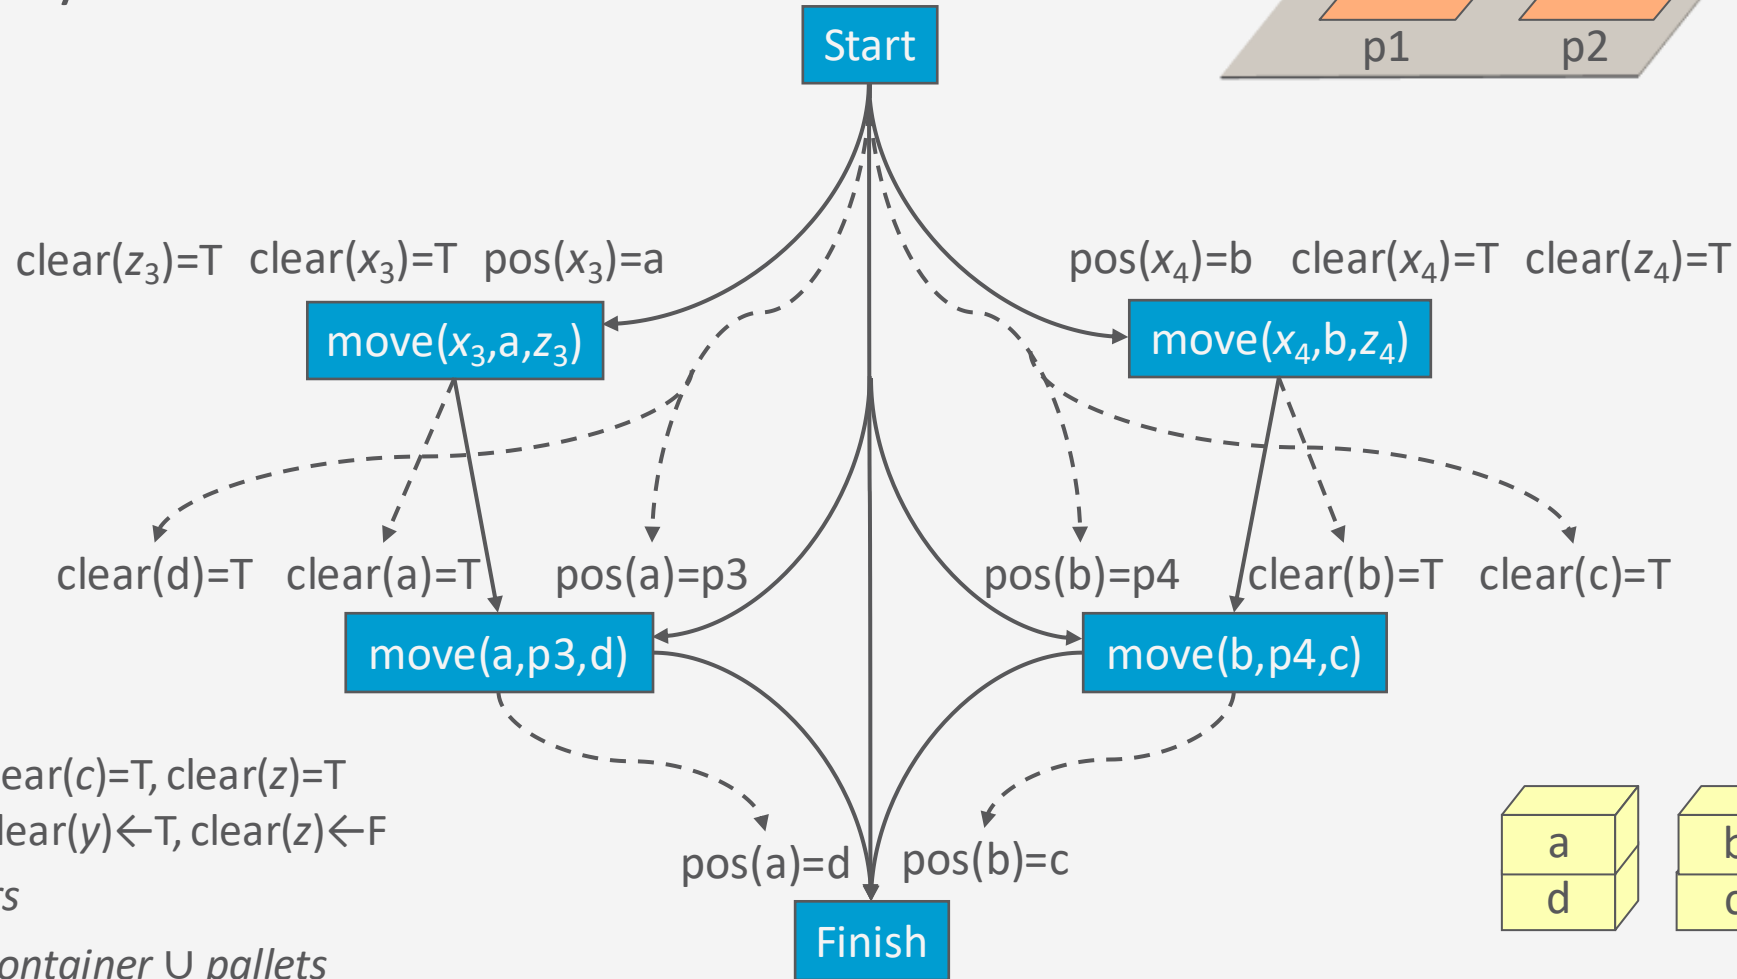 Start
p1 p2
clear(z₃)=T clear(x₃)=T pos(x₃)=a pos(x₄)=b clear(x₄)=T clear(z₄)=T
move(x₃,a,z₃) move(x₄,b,z₄)
clear(d)=T clear(a)=T pos(a)=p3 pos(b)=p4 clear(b)=T clear(c)=T
move(a,p3,d) move(b,p4,c)
ear(c)=T, clear(z)=T
lear(y)←T, clear(z)←F
a b
pos(a)=d pos(b)=c
d
Finish
∪ pallets